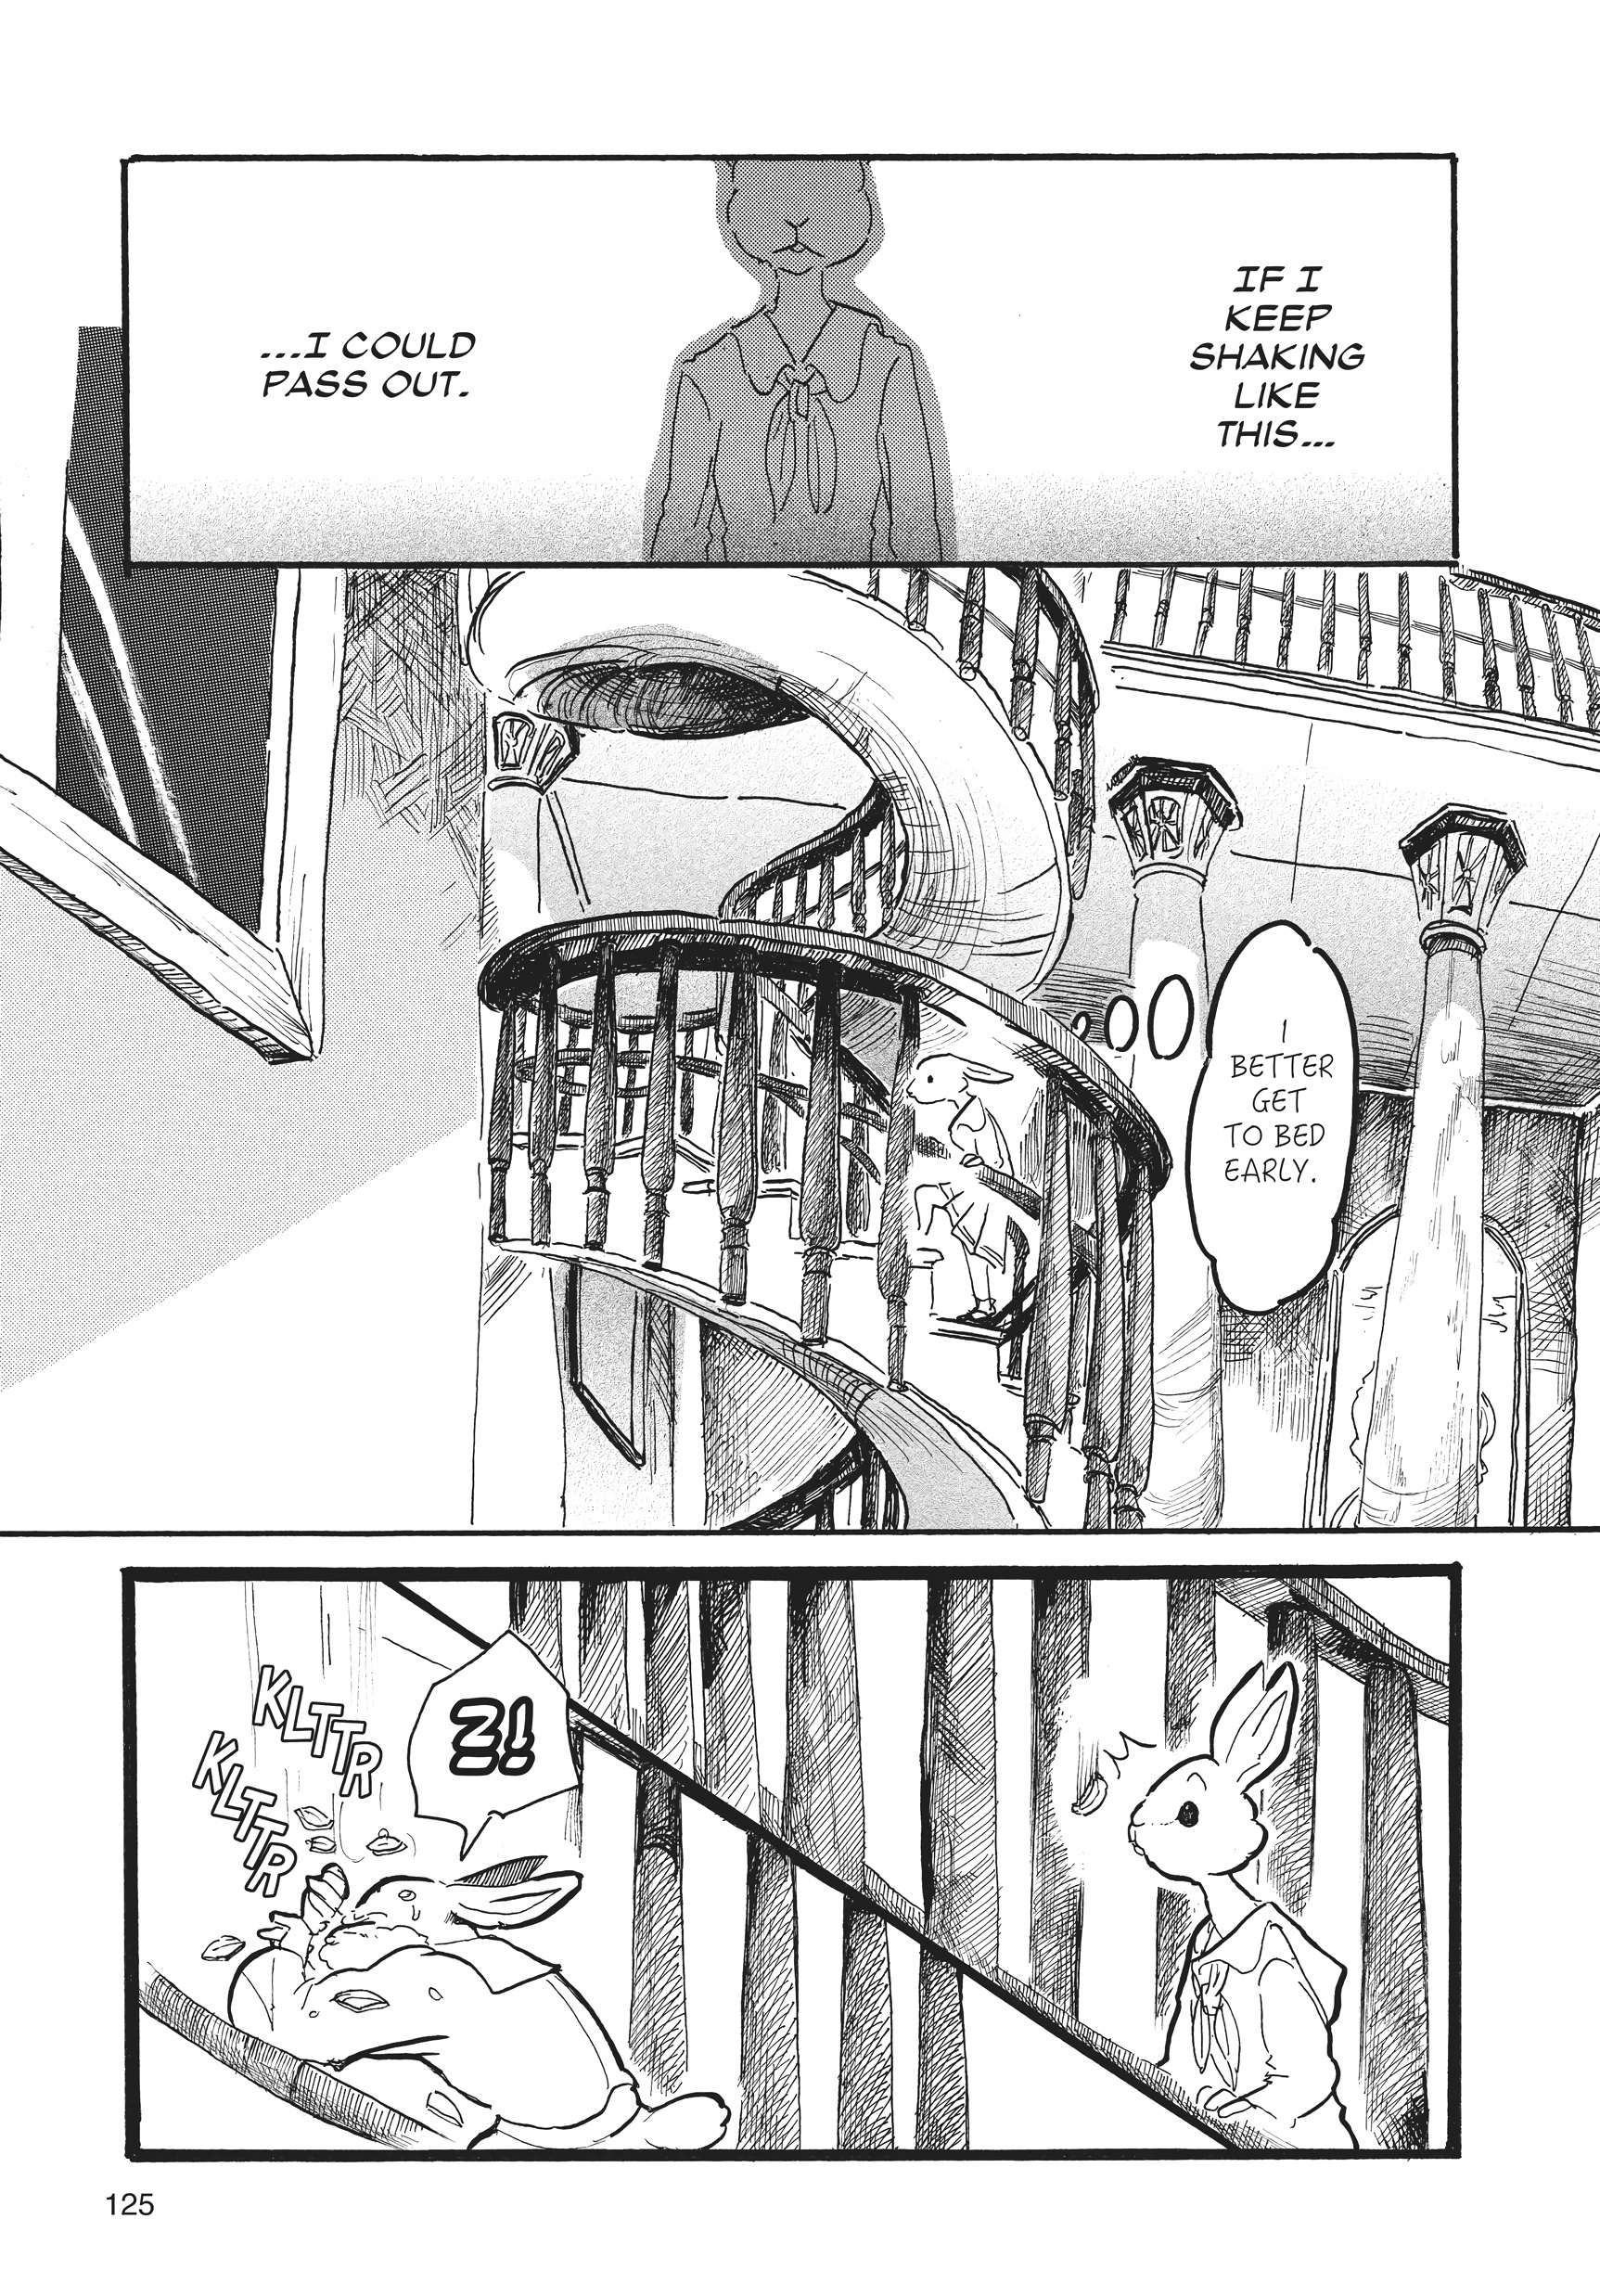 IF I
KEEP
SHAKING
LIKE
THIS...
...I COULD
PASS OUT.
I
BETTER
GET
TO BED
EARLY.
KLTTR
KLTTR
125